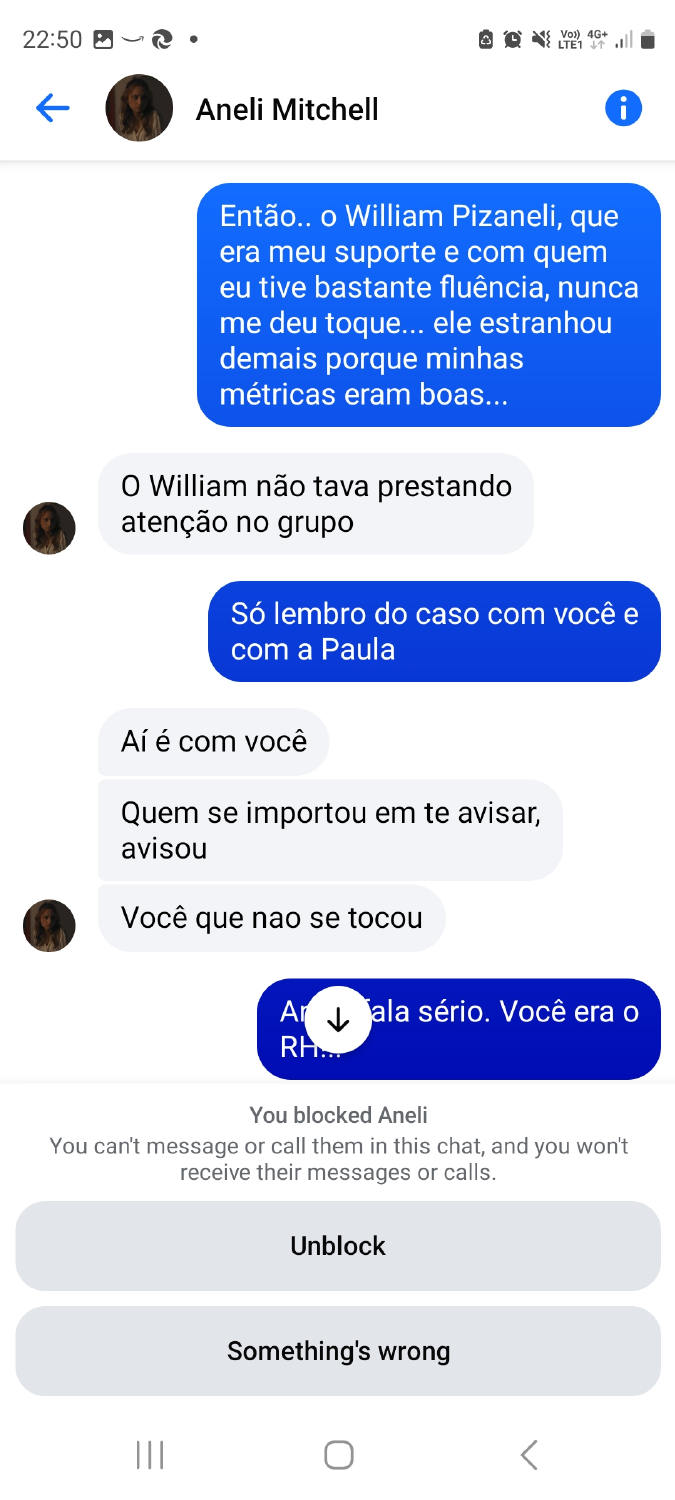 22:50
Vo))
LTE1
4G+
Aneli Mitchell
Então.. o William Pizaneli, que
era meu suporte e com quem
eu tive bastante fluência, nunca
me deu toque... ele estranhou
demais porque minhas
métricas eram boas...
O William não tava prestando
atenção no grupo
Só lembro do caso com você e
com a Paula
Aí é com você
Quem se importou em te avisar,
avisou
Você que nao se tocou
sério. Você era o
RH...
You blocked Aneli
You can't message or call them in this chat, and you won't
receive their messages or calls.
Unblock
Something's wrong